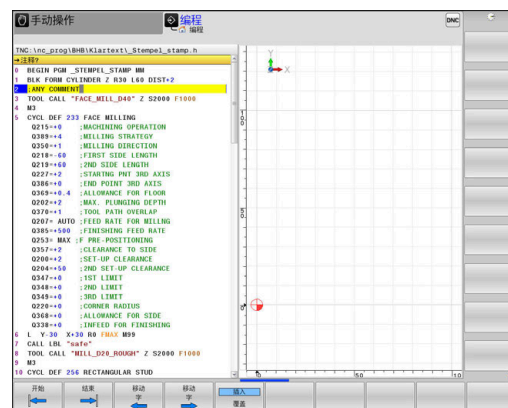 手动操作
编程
编程
DNC
TNC:\nc_prog\BHB\Klartext\_Stempel_stamp.h
→注释?
0 BEGIN PGM _STEMPEL_STAMP MM
1 BLK FORM CYLINDER Z R30 L60 DIST+2
2 ;ANY COMMENT
3 TOOL CALL "FACE_MILL_D40" Z S2000 F1000
4 M3
5 CYCL DEF 233 FACE MILLING
Q215=+0 ;MACHINING OPERATION
Q389=+4 ;MILLING STRATEGY
Q350=+1 ;MILLING DIRECTION
Q218=-60 ;FIRST SIDE LENGTH
Q219=+60 ;2ND SIDE LENGTH
Q227=+2 ;STARTNG PNT 3RD AXIS
Q386=+0 ;END POINT 3RD AXIS
Q369=+0.4 ;ALLOWANCE FOR FLOOR
Q202=+2 ;MAX. PLUNGING DEPTH
Q370=+1 ;TOOL PATH OVERLAP
Q207= AUTO ;FEED RATE FOR MILLNG
Q385=+500 ;FINISHING FEED RATE
Q253= MAX ;F PRE-POSITIONING
Q357=+2 ;CLEARANCE TO SIDE
Q200=+2 ;SET-UP CLEARANCE
Q204=+50 ;2ND SET-UP CLEARANCE
Q347=+0 ;1ST LIMIT
Q348=+0 ;2ND LIMIT
Q349=+0 ;3RD LIMIT
Q220=+0 ;CORNER RADIUS
Q368=+0 ;ALLOWANCE FOR SIDE
Q338=+0 ;INFEED FOR FINISHING
6 L Y-30 X+30 R0 FMAX M99
7 CALL LBL "safe"
8 TOOL CALL "MILL_D20_ROUGH" Z S2000 F1000
9 M3
10 CYCL DEF 256 RECTANGULAR STUD
Y
X
100
50
0
0
50
100
开始
结束
移动
字
移动
字
插入
覆盖